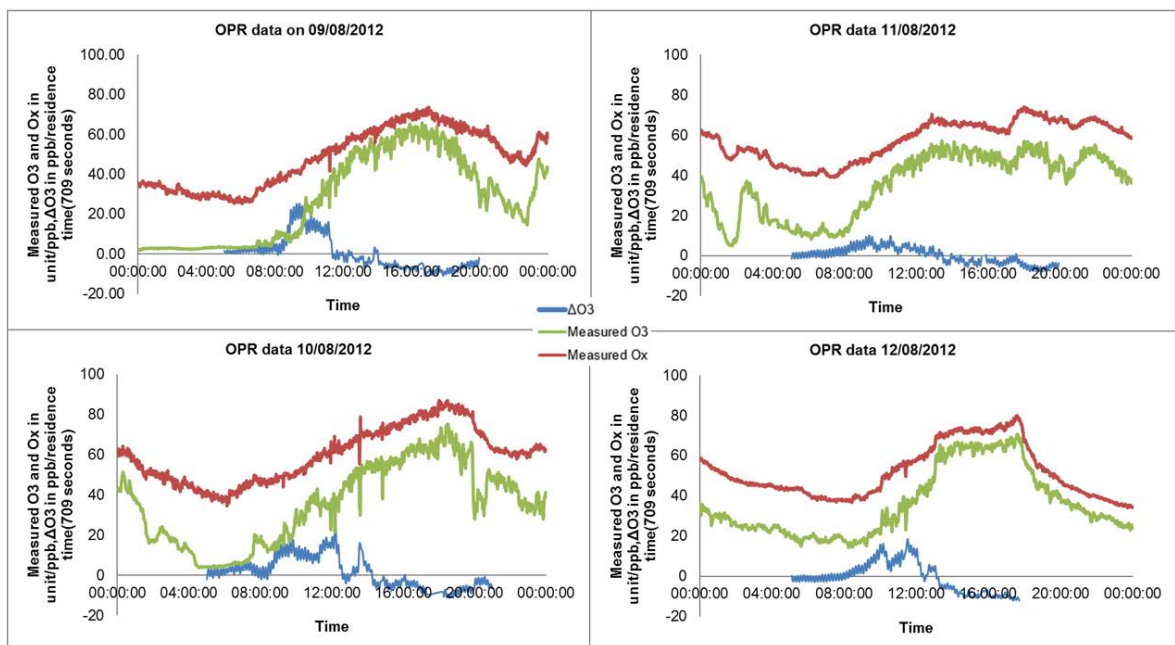 OPR data on 09/08/2012
Measured O3 and Ox in
unit/ppb,ΔO3 in ppb/residence
time(709 seconds)
100.00
80.00
60.00
40.00
20.00
0.00
-20.00
00:00:00 04:00:00 08:00:00 12:00:00 16:00:00 20:00:00 00:00:00
Time
OPR data 11/08/2012
Measured O3 and Ox in
unit/ppb,ΔO3 in ppb/residence
time(709 seconds)
100
80
60
40
20
0
-20
00:00:00 04:00:00 08:00:00 12:00:00 16:00:00 20:00:00 00:00:00
Time
ΔO3
Measured O3
Measured Ox
OPR data 10/08/2012
Measured O3 and Ox in
unit/ppb,ΔO3 in ppb/residence
time(709 seconds)
100
80
60
40
20
0
-20
00:00:00 04:00:00 08:00:00 12:00:00 16:00:00 20:00:00 00:00:00
Time
OPR data 12/08/2012
Measured O3 and Ox in
unit/ppb,ΔO3 in ppb/residence
time(709 seconds)
100
80
60
40
20
0
-20
00:00:00 04:00:00 08:00:00 12:00:00 16:00:00 20:00:00 00:00:00
Time